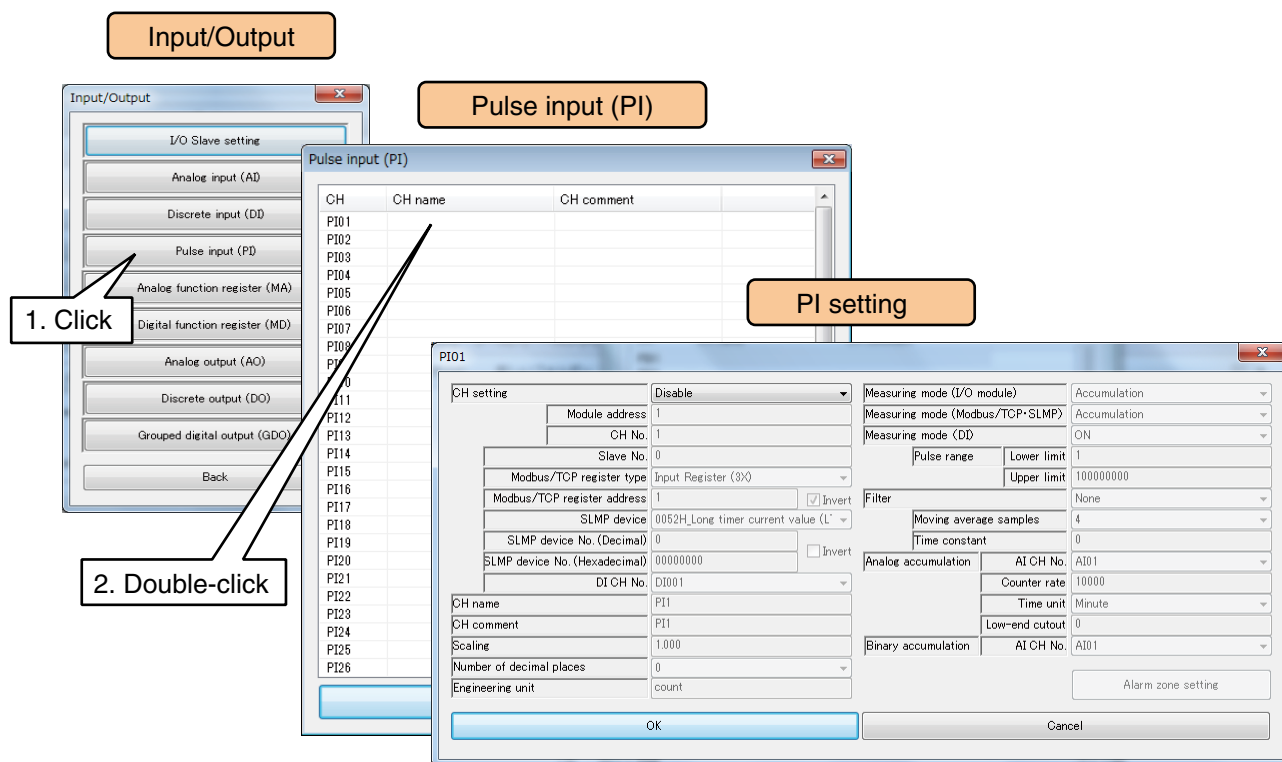 Input/Output
Input/Output
I/O Slave setting
Analog input (AI)
Discrete input (DI)
Pulse input (PI)
Analog function register (MA)
Digital function register (MD)
Analog output (AO)
Discrete output (DO)
Grouped digital output (GDO)
Back
1. Click
Pulse input (PI)
Pulse input (PI)
CH CH name CH comment
PI01
PI02
PI03
PI04
PI05
PI06
PI07
PI08
PI11
PI12
PI13
PI14
PI15
PI16
PI17
PI18
PI19
PI20
PI21
PI22
PI23
PI24
PI25
PI26
2. Double-click
PI setting
PI01
CH setting Disable
Module address 1
CH No. 1
Slave No. 0
Modbus/TCP register type Input Register (3X)
Modbus/TCP register address 1 Invert
SLMP device 0052H_Long timer current value (L
SLMP device No. (Decimal) 0
Invert
SLMP device No. (Hexadecimal) 00000000
DI CH No. DI001
CH name PI1
CH comment PI1
Scaling 1.000
Number of decimal places 0
Engineering unit count
Measuring mode (I/O module) Accumulation
Measuring mode (Modbus/TCP・SLMP) Accumulation
Measuring mode (DI) ON
Pulse range Lower limit 1
Upper limit 100000000
Filter None
Moving average samples 4
Time constant 0
Analog accumulation AI CH No. AI01
Counter rate 10000
Time unit Minute
Low-end cutout 0
Binary accumulation AI CH No. AI01
Alarm zone setting
OK Cancel